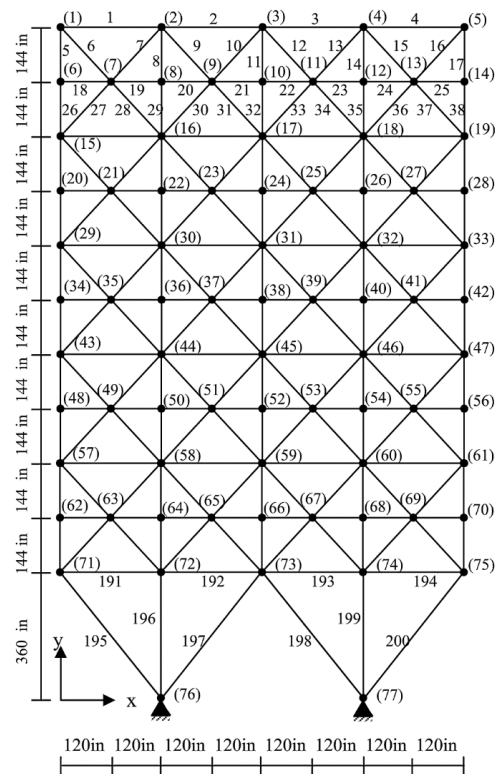 (1) 1 (2) 2 (3) 3 (4) 4 (5)
144 in 5 6 7 8 9 10 11 12 13 14 15 16 17
(6) (7) (8) (9) (10) (11) (12) (13) (14)
144 in 18 19 20 21 22 23 24 25
26 27 28 29 30 31 32 33 34 35 36 37 38
(15) (16) (17) (18) (19)
144 in
(20) (21) (22) (23) (24) (25) (26) (27) (28)
144 in
(29) (30) (31) (32) (33)
144 in
(34) (35) (36) (37) (38) (39) (40) (41) (42)
144 in
(43) (44) (45) (46) (47)
144 in
(48) (49) (50) (51) (52) (53) (54) (55) (56)
144 in
(57) (58) (59) (60) (61)
144 in
(62) (63) (64) (65) (66) (67) (68) (69) (70)
144 in
(71) (72) (73) (74) (75)
191 192 193 194
360 in
195 196 197 198 199 200
y
x
(76) (77)
120in 120in 120in 120in 120in 120in 120in 120in